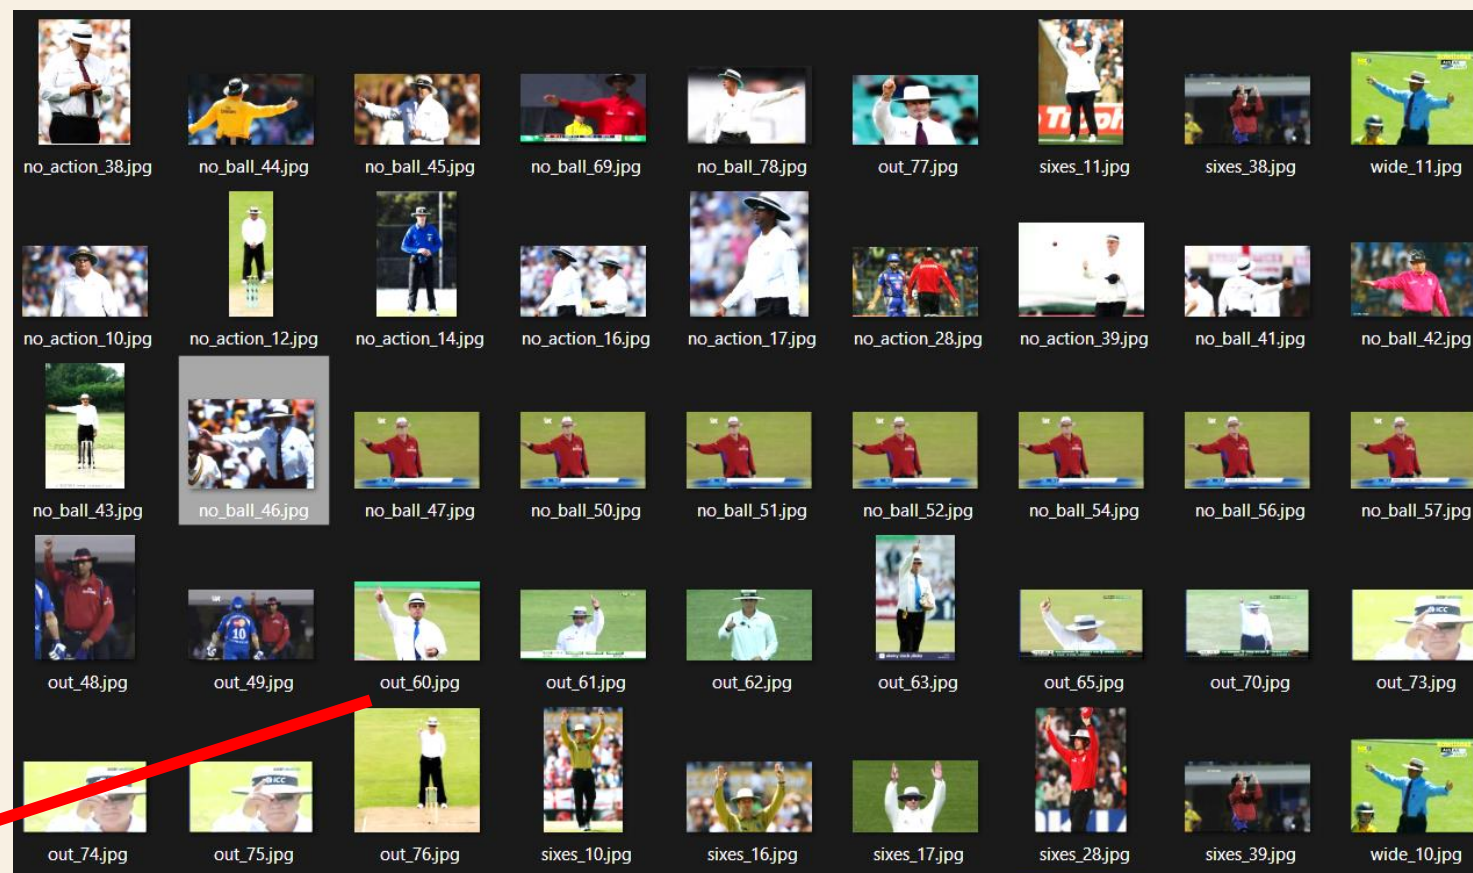 no_action_38.jpg no_ball_44.jpg no_ball_45.jpg no_ball_69.jpg no_ball_78.jpg out_77.jpg sixes_11.jpg sixes_38.jpg wide_11.jpg
no_action_10.jpg no_action_12.jpg no_action_14.jpg no_action_16.jpg no_action_17.jpg no_action_28.jpg no_action_39.jpg no_ball_41.jpg no_ball_42.jpg
no_ball_43.jpg no_ball_46.jpg no_ball_47.jpg no_ball_50.jpg no_ball_51.jpg no_ball_52.jpg no_ball_54.jpg no_ball_56.jpg no_ball_57.jpg
10
ICC
out_48.jpg out_49.jpg out_60.jpg out_61.jpg out_62.jpg out_63.jpg out_65.jpg out_70.jpg out_73.jpg
ICC
out_74.jpg out_75.jpg out_76.jpg sixes_10.jpg sixes_16.jpg sixes_17.jpg sixes_28.jpg sixes_39.jpg wide_10.jpg